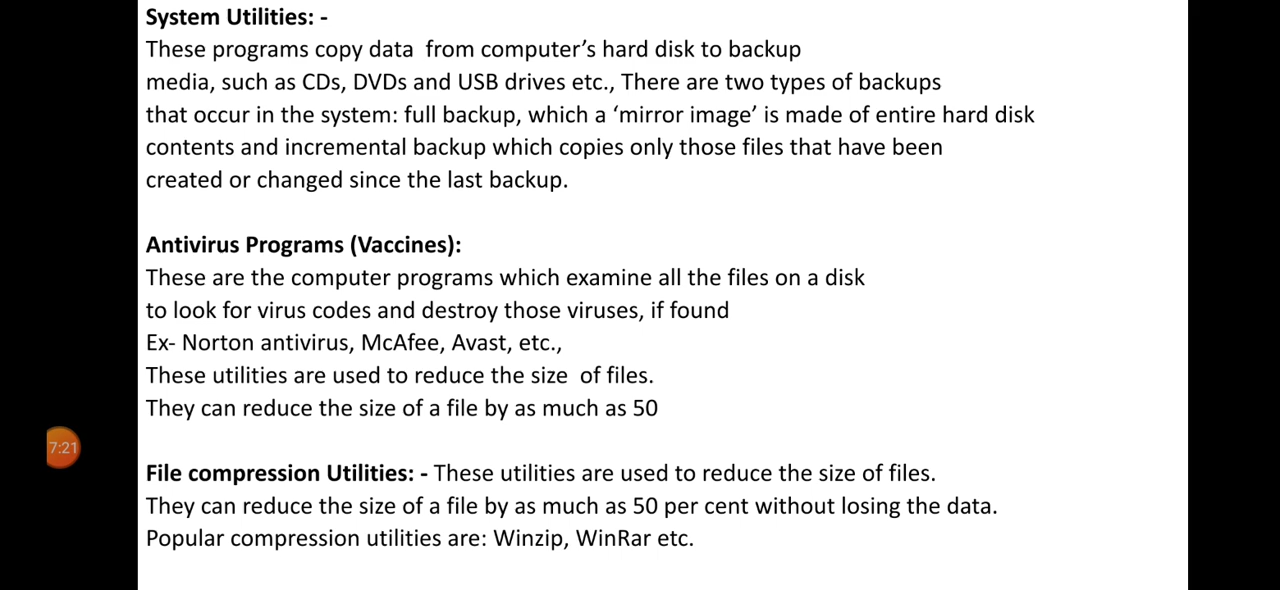 System Utilities: -
These programs copy data  from computer’s hard disk to backup
media, such as CDs, DVDs and USB drives etc., There are two types of backups
that occur in the system: full backup, which a ‘mirror image’ is made of entire hard disk
contents and incremental backup which copies only those files that have been
created or changed since the last backup.
Antivirus Programs (Vaccines):
These are the computer programs which examine all the files on a disk
to look for virus codes and destroy those viruses, if found
Ex- Norton antivirus, McAfee, Avast, etc.,
These utilities are used to reduce the size  of files.
They can reduce the size of a file by as much as 50
7:21
File compression Utilities: - These utilities are used to reduce the size of files.
They can reduce the size of a file by as much as 50 per cent without losing the data.
Popular compression utilities are: Winzip, WinRar etc.